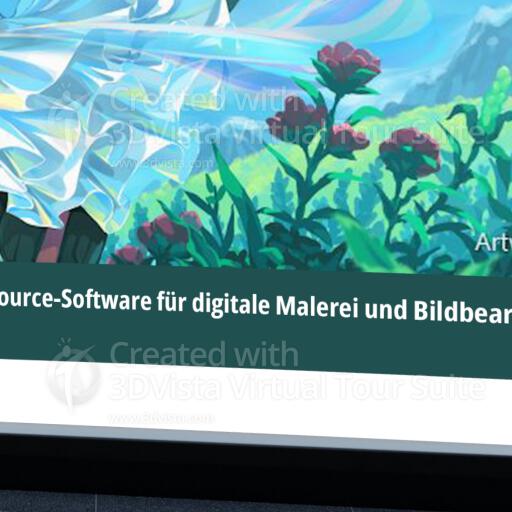 Created with
3DVista Virtual Tour Suite
www.3dvista.com
Art
ource-Software für digitale Malerei und Bildbear
Created with
3DVista Virtual Tour Suite
www.3dvista.com